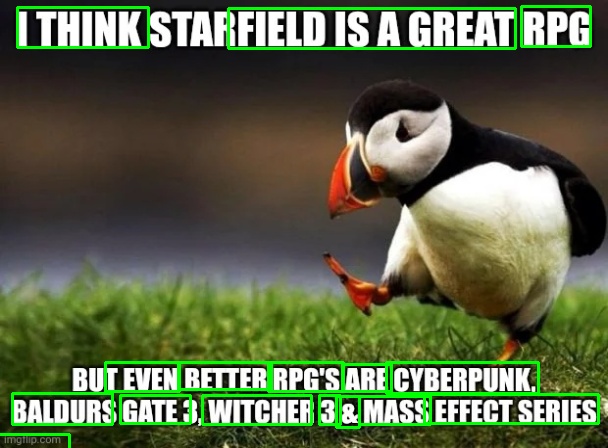 I THINK STARFIELD IS A GREAT RPG
BUT EVEN BETTER RPG'S ARE CYBERPUNK,
BALDURS GATE 3, WITCHER 3 & MASS EFFECT SERIES
imgflip.com